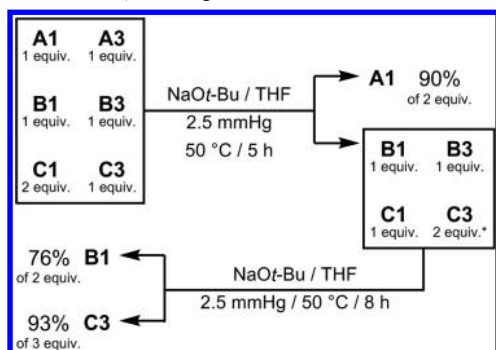 A1 A3
1 equiv. 1 equiv.
B1 B3
1 equiv. 1 equiv.
C1 C3
2 equiv. 1 equiv.
NaOt-Bu / THF
2.5 mmHg
50 °C / 5 h
A1 90%
of 2 equiv.
B1 B3
1 equiv. 1 equiv.
C1 C3
1 equiv. 2 equiv.*
NaOt-Bu / THF
2.5 mmHg / 50 °C / 8 h
76% B1
of 2 equiv.
93% C3
of 3 equiv.